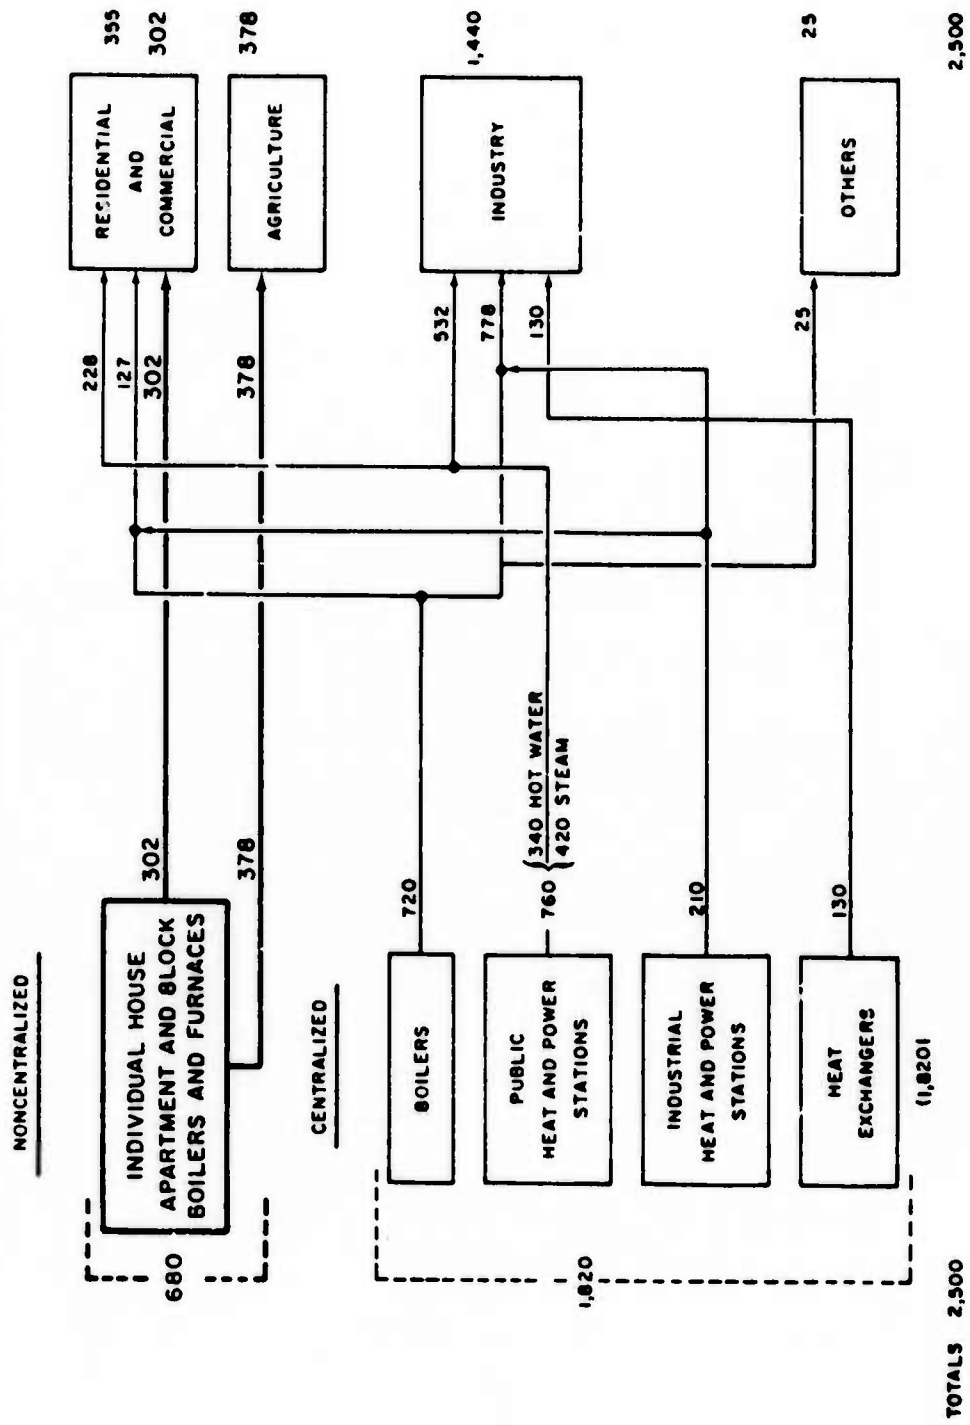 NONCENTRALIZED
680
INDIVIDUAL HOUSE
APARTMENT AND BLOCK
BOILERS AND FURNACES
302
378
228
127
302
378
RESIDENTIAL
AND
COMMERCIAL
355
302
AGRICULTURE
378
CENTRALIZED
1,820
BOILERS
720
PUBLIC
HEAT AND POWER
STATIONS
760
340 HOT WATER
420 STEAM
INDUSTRIAL
HEAT AND POWER
STATIONS
210
HEAT
EXCHANGERS
130
(1,820)
532
778
130
INDUSTRY
1,440
25
OTHERS
25
TOTALS 2,500
2,500